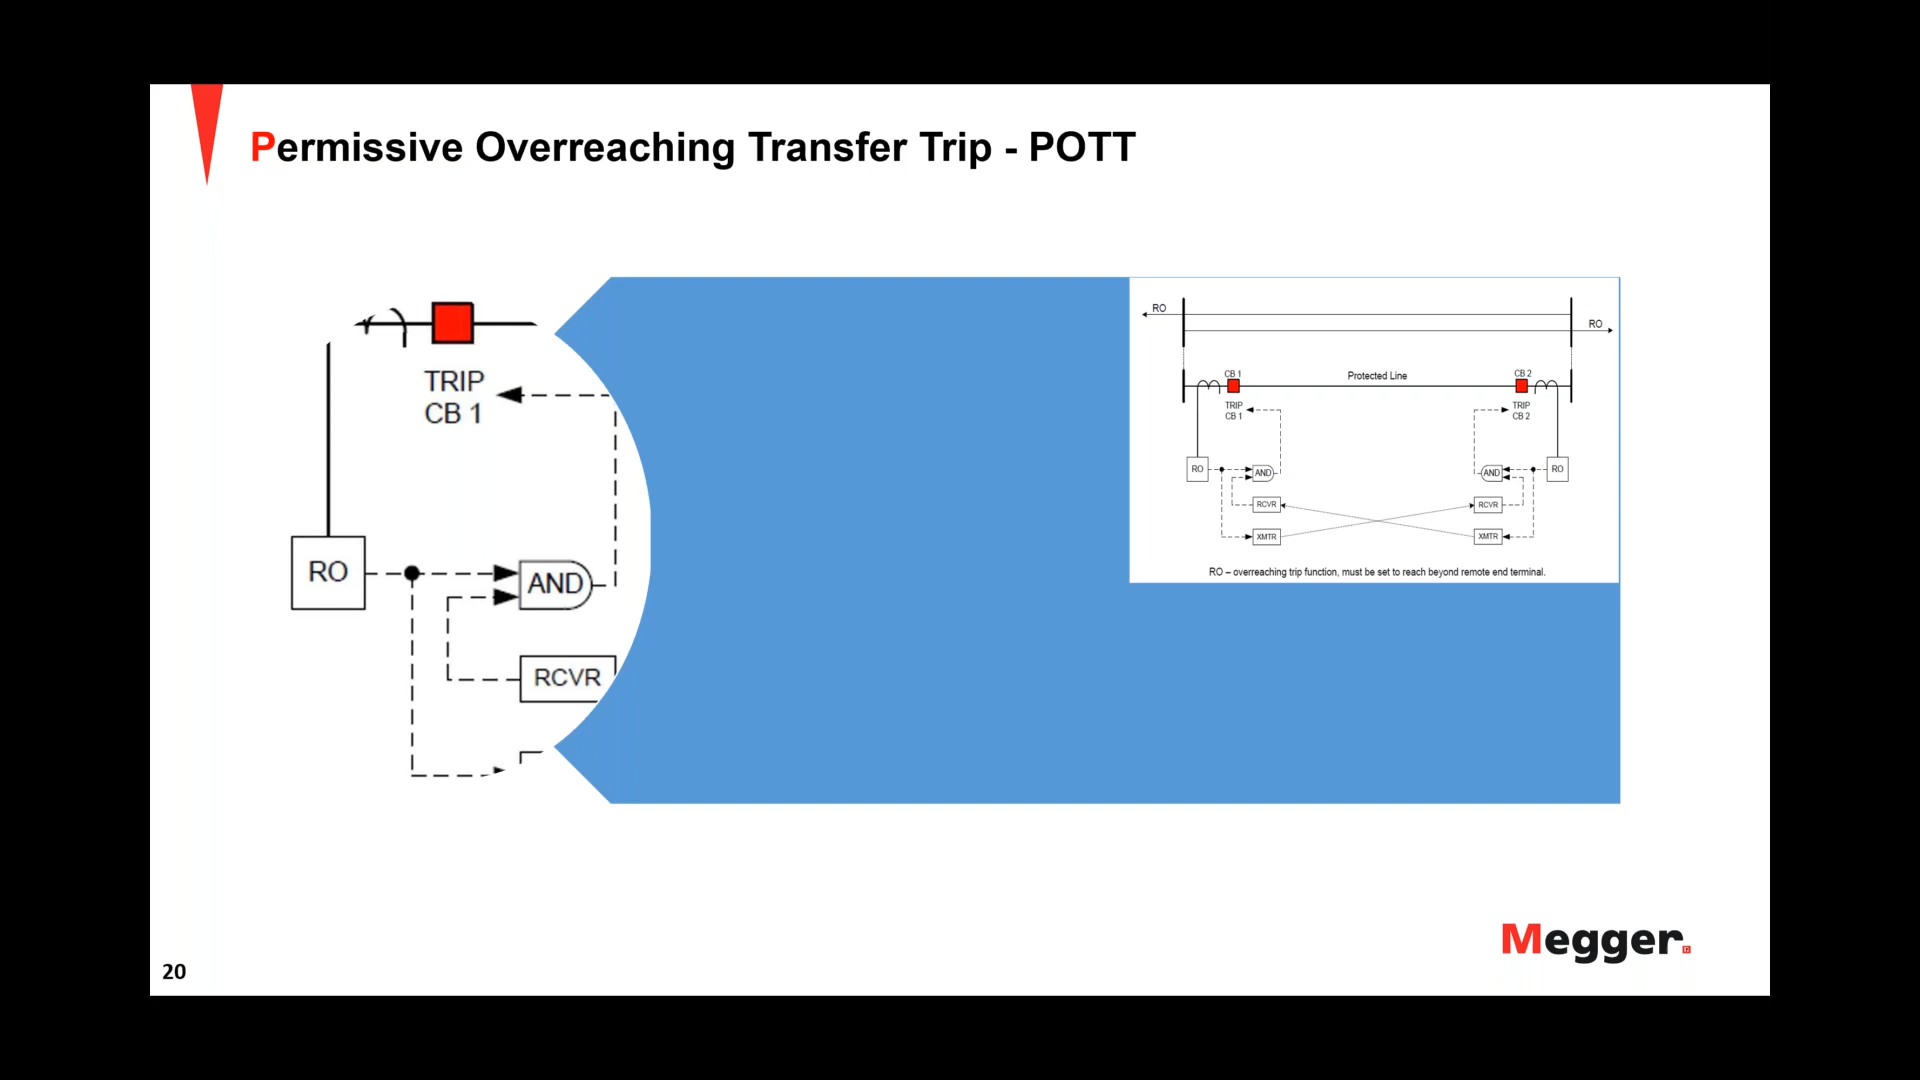 Permissive Overreaching Transfer Trip - POTT
TRIP
CB 1
RO
AND
RCVR
RO
RO
CB 1
Protected Line
CB 2
TRIP
CB 1
TRIP
CB 2
RO
AND
AND
RO
RCVR
RCVR
XMTR
XMTR
RO – overreaching trip function, must be set to reach beyond remote end terminal.
Megger.
20